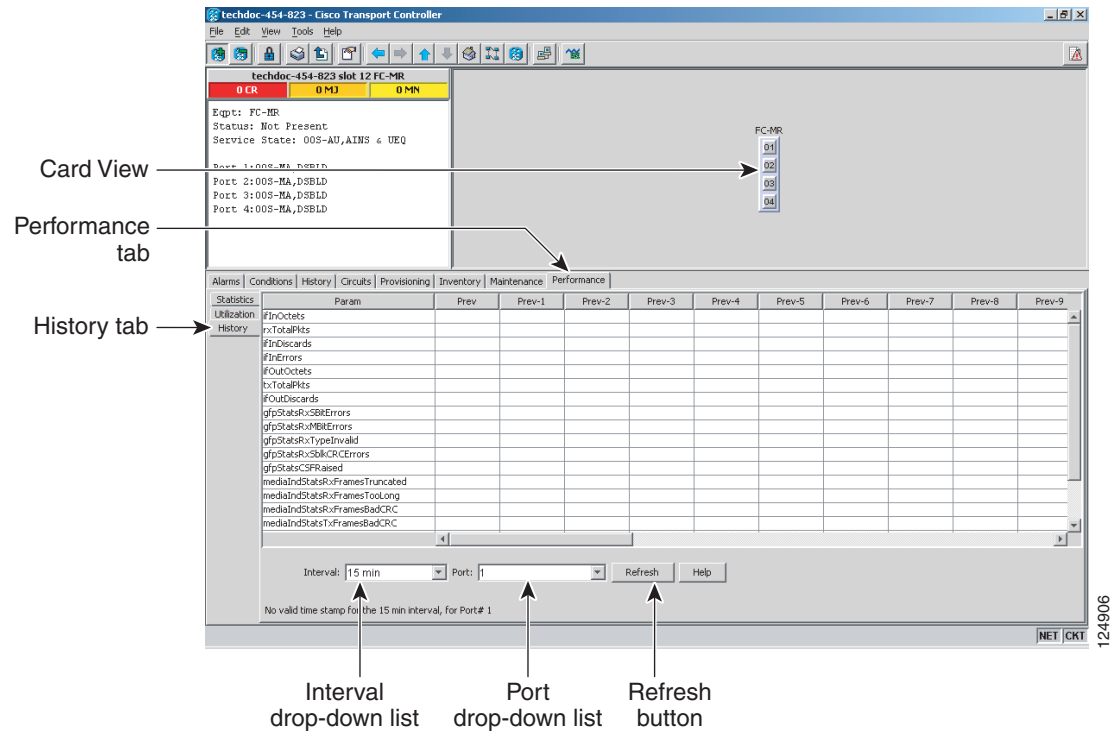 techdoc-454-823 - Cisco Transport Controller
File Edit View Tools Help
techdoc-454-823 slot 12 FC-MR
0 CR 0 MJ 0 MN
Eqpt: FC-MR
Status: Not Present
Service State: OOS-AU,AINS & UEQ
Port 1:OOS-MA,DSBLD
Port 2:OOS-MA,DSBLD
Port 3:OOS-MA,DSBLD
Port 4:OOS-MA,DSBLD
FC-MR
01
02
03
04
Card View
Performance
tab
History tab
Alarms Conditions History Circuits Provisioning Inventory Maintenance Performance
Statistics
Utilization
History
Param Prev Prev-1 Prev-2 Prev-3 Prev-4 Prev-5 Prev-6 Prev-7 Prev-8 Prev-9
ifInOctets
rxTotalPkts
ifInDiscards
ifInErrors
ifOutOctets
txTotalPkts
ifOutDiscards
gfpStatsRxSBitErrors
gfpStatsRxMBitErrors
gfpStatsRxTypeInvalid
gfpStatsRxSblkCRCErrors
gfpStatsCSFRaised
mediaIndStatsRxFramesTruncated
mediaIndStatsRxFramesTooLong
mediaIndStatsRxFramesBadCRC
mediaIndStatsTxFramesBadCRC
Interval: 15 min Port: 1 Refresh Help
No valid time stamp for the 15 min interval, for Port# 1
NET CKT
124906
Interval
drop-down list
Port
drop-down list
Refresh
button